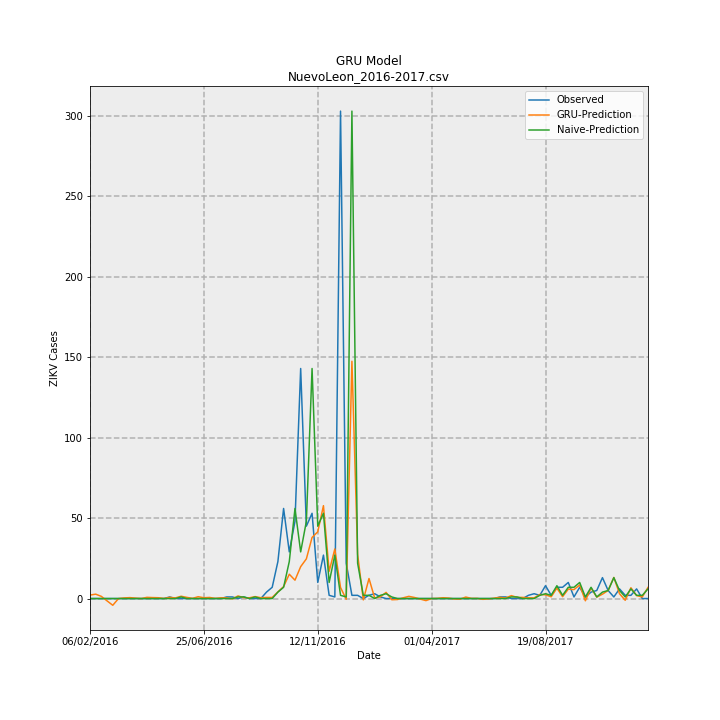 GRU Model
NuevoLeon_2016-2017.csv
Observed
GRU-Prediction
Naive-Prediction
ZIKV Cases
300
250
200
150
100
50
0
06/02/2016
25/06/2016
12/11/2016
01/04/2017
19/08/2017
Date